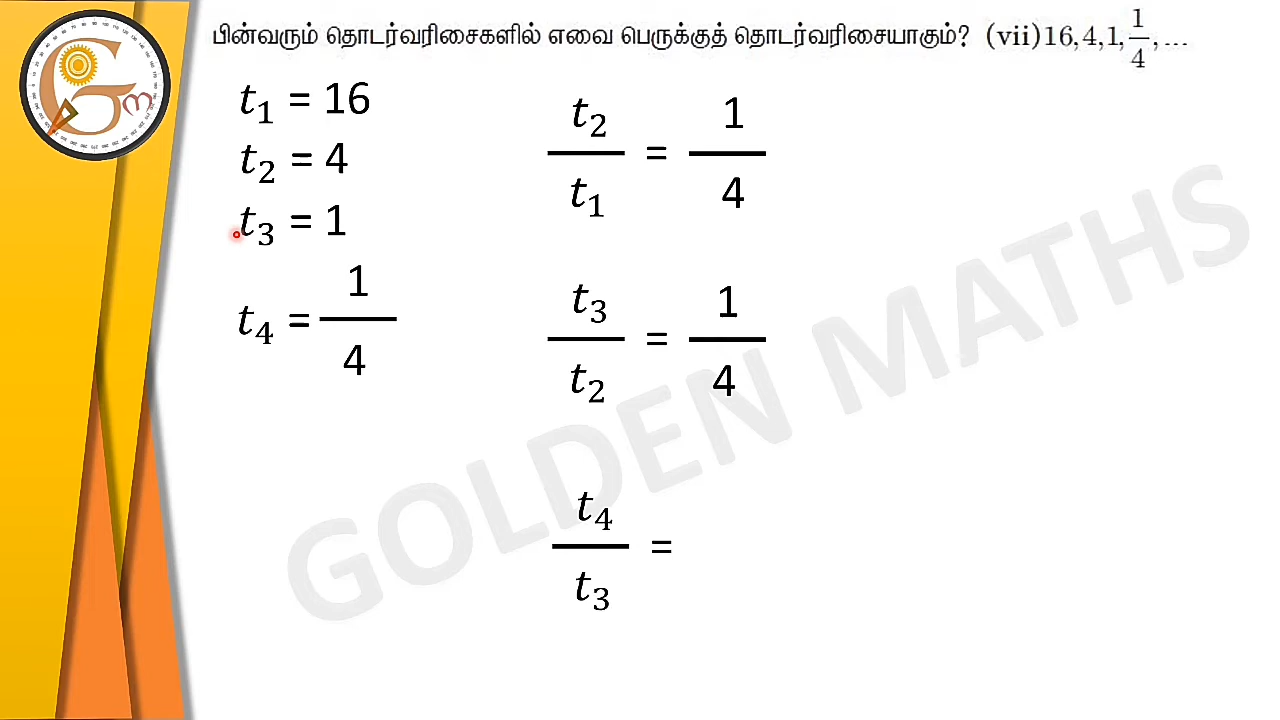 பின்வரும் தொடர்வரிசைகளில் எவை பெருக்குத் தொடர்வரிசையாகும்? (vii) 16, 4, 1, 1/4, ...
t₁ = 16
t₂ = 4
t₃ = 1
t₄ = 1/4
t₂/t₁ = 1/4
t₃/t₂ = 1/4
t₄/t₃ =
GOLDEN MATHS
Gm